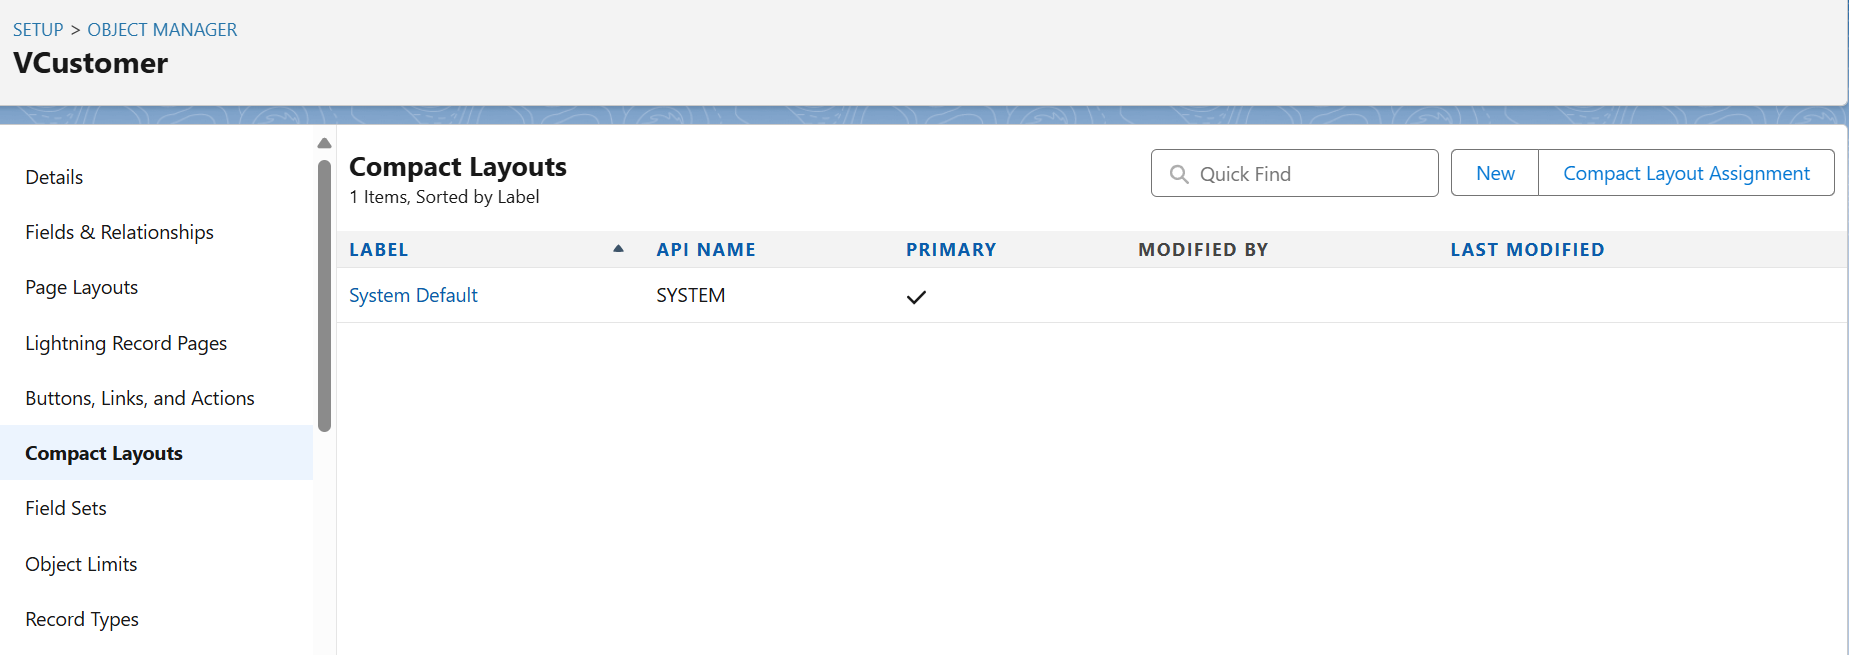 SETUP > OBJECT MANAGER
VCustomer
Details
Fields & Relationships
Page Layouts
Lightning Record Pages
Buttons, Links, and Actions
Compact Layouts
Field Sets
Object Limits
Record Types
Compact Layouts
1 Items, Sorted by Label
Quick Find
New
Compact Layout Assignment
LABEL API NAME PRIMARY MODIFIED BY LAST MODIFIED
System Default SYSTEM